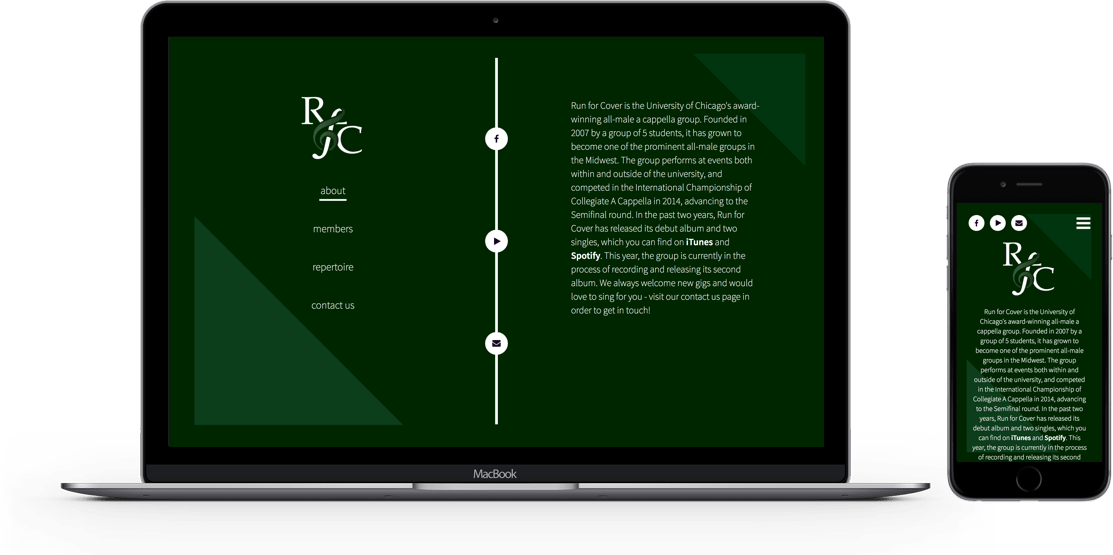 RfC
about
members
repertoire
contact us
Run for Cover is the University of Chicago's award-
winning all-male a cappella group. Founded in
2007 by a group of 5 students, it has grown to
become one of the prominent all-male groups in
the Midwest. The group performs at events both
within and outside of the university, and
competed in the International Championship of
Collegiate A Cappella in 2014, advancing to the
Semifinal round. In the past two years, Run for
Cover has released its debut album and two
singles, which you can find on iTunes and
Spotify. This year, the group is currently in the
process of recording and releasing its second
album. We always welcome new gigs and would
love to sing for you - visit our contact us page in
order to get in touch!
MacBook
RfC
Run for Cover is the University of
Chicago's award-winning all-male a
cappella group. Founded in 2007 by a
group of 5 students, it has grown to
become one of the prominent all-male
groups in the Midwest. The group
performs at events both within and
outside of the university, and competed
in the International Championship of
Collegiate A Cappella in 2014, advancing
to the Semifinal round. In the past two
years, Run for Cover has released its
debut album and two singles, which you
can find on iTunes and Spotify. This
year, the group is currently in the process
of recording and releasing its second